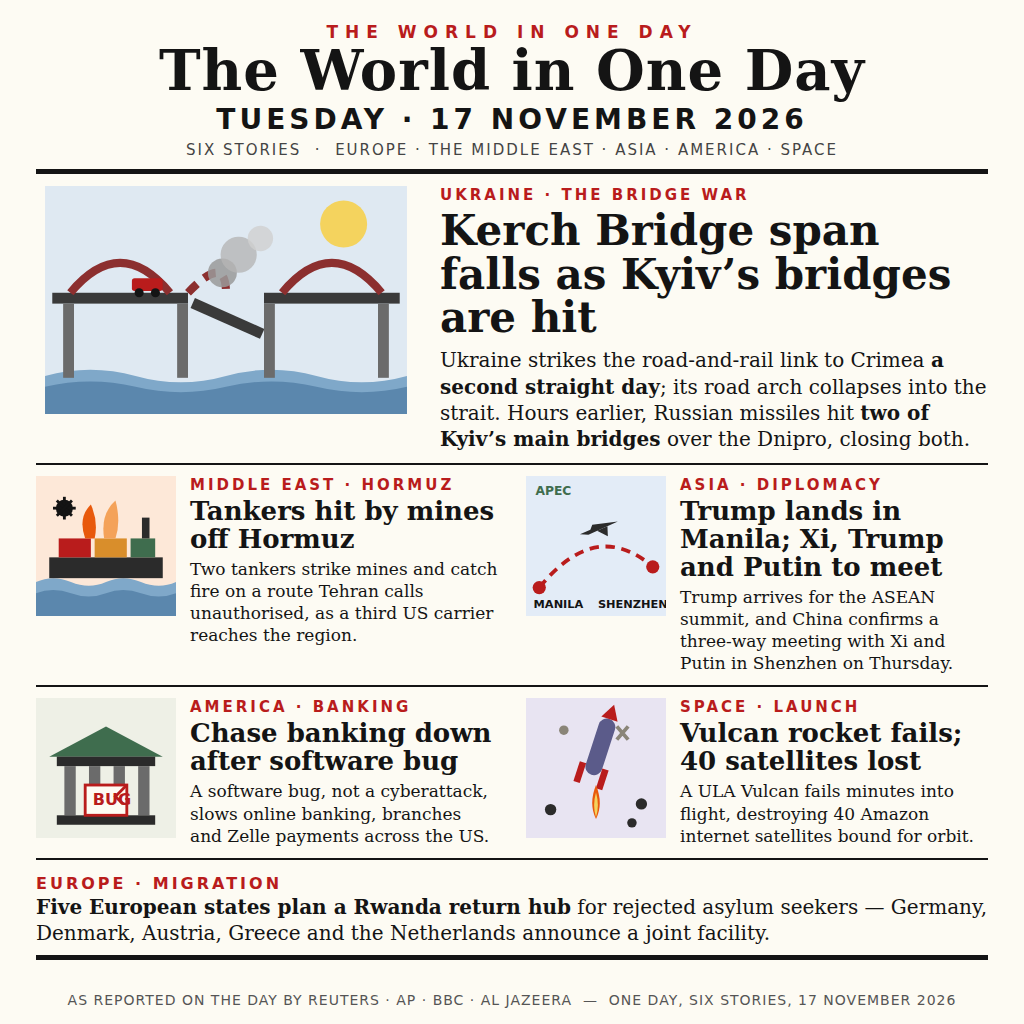 THE WORLD IN ONE DAY
The World in One Day
TUESDAY · 17 NOVEMBER 2026
SIX STORIES · EUROPE · THE MIDDLE EAST · ASIA · AMERICA · SPACE
UKRAINE · THE BRIDGE WAR
Kerch Bridge span
falls as Kyiv’s bridges
are hit
Ukraine strikes the road-and-rail link to Crimea a
second straight day; its road arch collapses into the
strait. Hours earlier, Russian missiles hit two of
Kyiv’s main bridges over the Dnipro, closing both.
MIDDLE EAST · HORMUZ
Tankers hit by mines
off Hormuz
Two tankers strike mines and catch
fire on a route Tehran calls
unauthorised, as a third US carrier
reaches the region.
APEC
MANILA
SHENZHEN
ASIA · DIPLOMACY
Trump lands in
Manila; Xi, Trump
and Putin to meet
Trump arrives for the ASEAN
summit, and China confirms a
three-way meeting with Xi and
Putin in Shenzhen on Thursday.
BUG
AMERICA · BANKING
Chase banking down
after software bug
A software bug, not a cyberattack,
slows online banking, branches
and Zelle payments across the US.
SPACE · LAUNCH
Vulcan rocket fails;
40 satellites lost
A ULA Vulcan fails minutes into
flight, destroying 40 Amazon
internet satellites bound for orbit.
EUROPE · MIGRATION
Five European states plan a Rwanda return hub for rejected asylum seekers — Germany,
Denmark, Austria, Greece and the Netherlands announce a joint facility.
AS REPORTED ON THE DAY BY REUTERS · AP · BBC · AL JAZEERA — ONE DAY, SIX STORIES, 17 NOVEMBER 2026